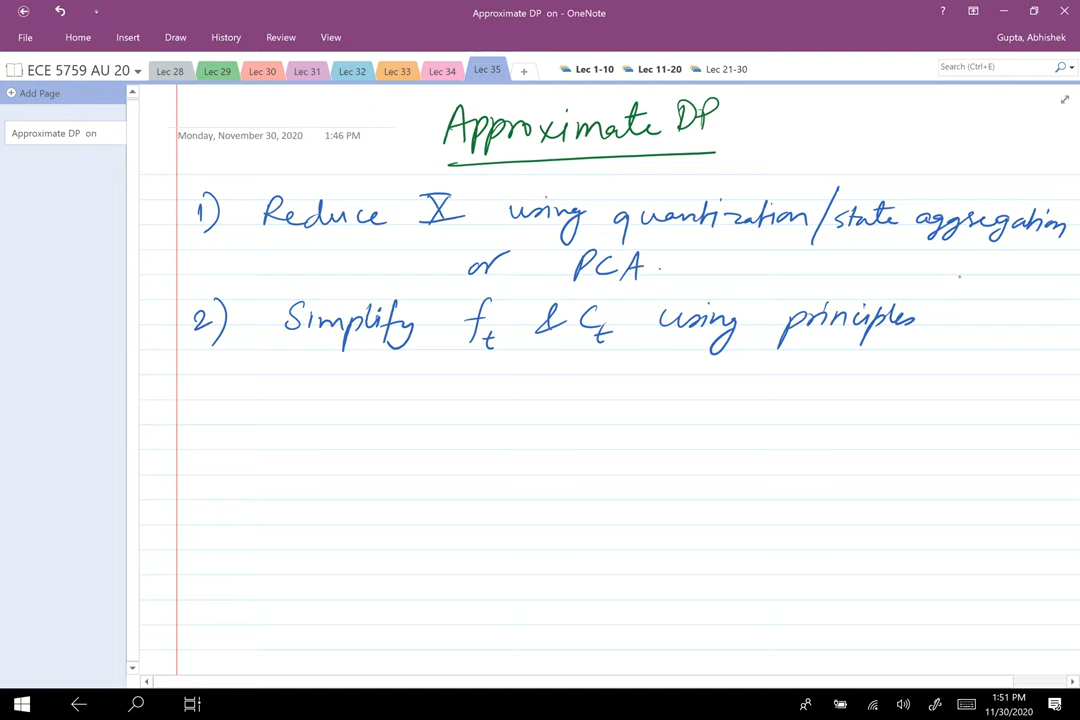 Approximate DP on - OneNote
?
File Home Insert Draw History Review View
Gupta, Abhishek
ECE 5759 AU 20 Lec 28 Lec 29 Lec 30 Lec 31 Lec 32 Lec 33 Lec 34 Lec 35 + Lec 1-10 Lec 11-20 Lec 21-30
Search (Ctrl+E)
Add Page
Approximate DP on
Monday, November 30, 2020 1:46 PM
Approximate DP
1) Reduce X using quantization/state aggregation
or PCA.
2) Simplify f_t & C_t using principles
1:51 PM
11/30/2020